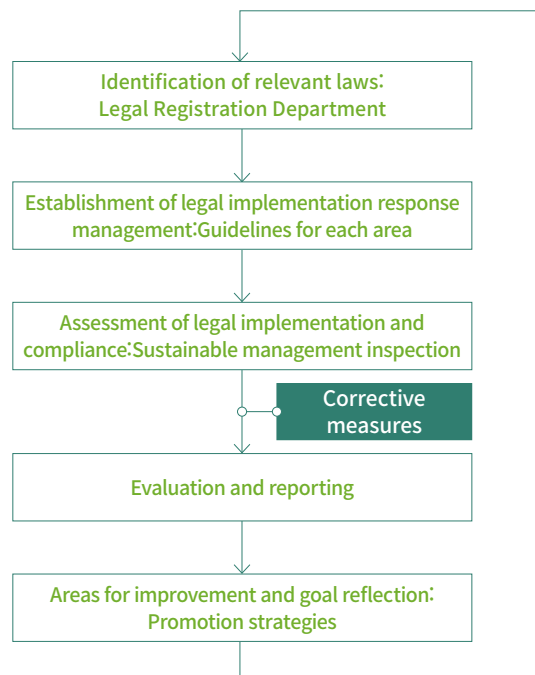 Identification of relevant laws:
Legal Registration Department
Establishment of legal implementation response
management:Guidelines for each area
Assessment of legal implementation and
compliance:Sustainable management inspection
Corrective
measures
Evaluation and reporting
Areas for improvement and goal reflection:
Promotion strategies